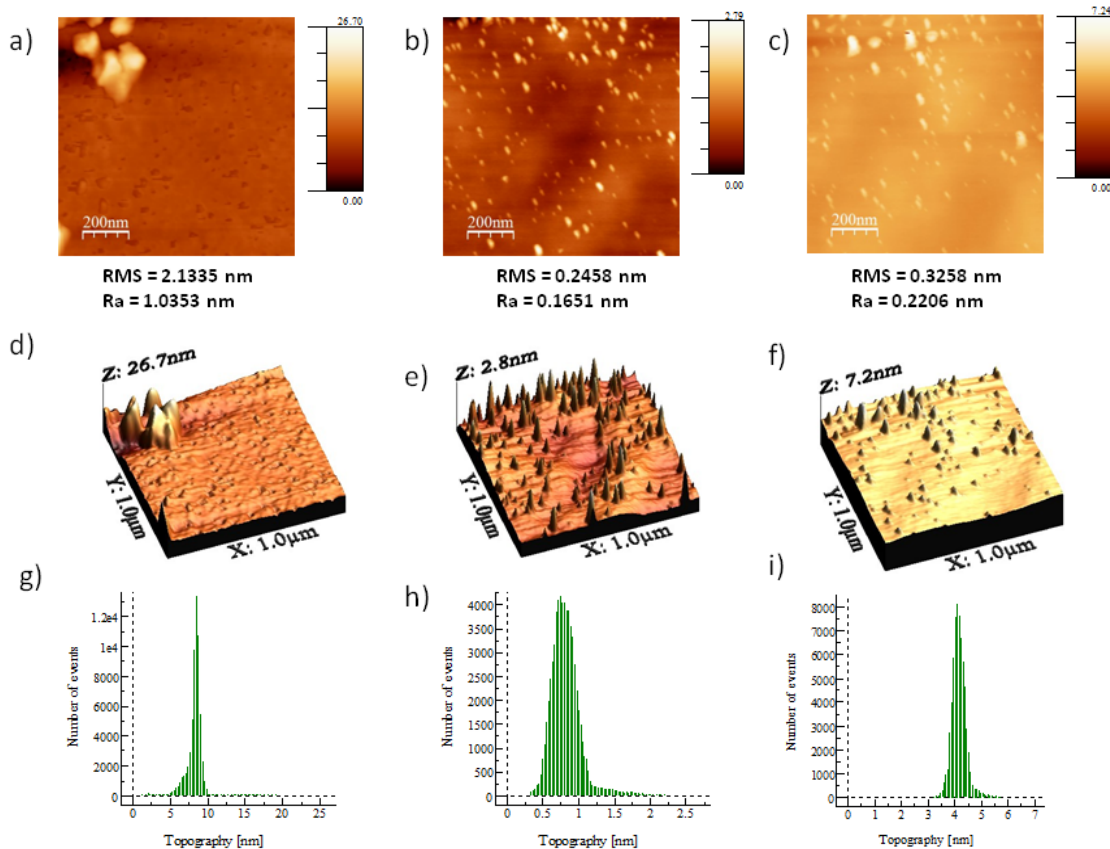 a)
26.70
0.00
200nm
RMS = 2.1335 nm
Ra = 1.0353 nm
b)
2.79
0.00
200nm
RMS = 0.2458 nm
Ra = 0.1651 nm
c)
7.24
0.00
200nm
RMS = 0.3258 nm
Ra = 0.2206 nm
d)
Z: 26.7nm
Y: 1.0µm
X: 1.0µm
e)
Z: 2.8nm
Y: 1.0µm
X: 1.0µm
f)
Z: 7.2nm
Y: 1.0µm
X: 1.0µm
g)
Number of events
1.2e4
1e4
8000
6000
4000
2000
0
0 5 10 15 20 25
Topography [nm]
h)
Number of events
4000
3500
3000
2500
2000
1500
1000
500
0
0 0.5 1 1.5 2 2.5
Topography [nm]
i)
Number of events
8000
7000
6000
5000
4000
3000
2000
1000
0
0 1 2 3 4 5 6 7
Topography [nm]